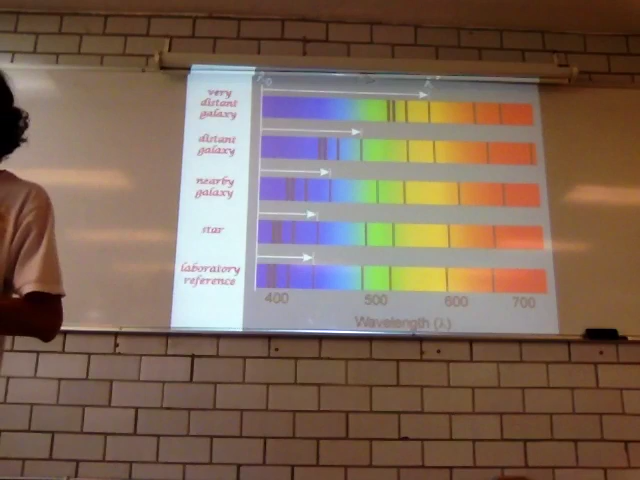 very
distant
galaxy
distant
galaxy
nearby
galaxy
star
laboratory
reference
400 500 600 700
Wavelength (λ)